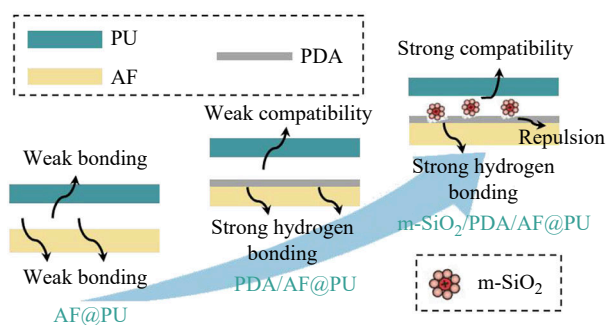 PU
PDA
AF
Strong compatibility
Weak compatibility
Repulsion
Weak bonding
Strong hydrogen
bonding
Strong hydrogen
bonding
m-SiO₂/PDA/AF@PU
Weak bonding
PDA/AF@PU
m-SiO₂
AF@PU